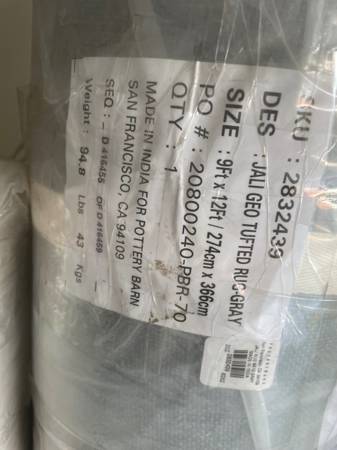 SKU : 2832439
DES : JALI GEO TUFTED RUG-GRAY
SIZE : 9Ft x 12Ft / 274cm x 366cm
PO # : 20800240-PBR-70
QTY : 1
MADE IN INDIA FOR POTTERY BARN
SAN FRANCISCO, CA 94109
SEQ : D 416455 OF D 416459
Weight : 94.8 Lbs 43 Kgs